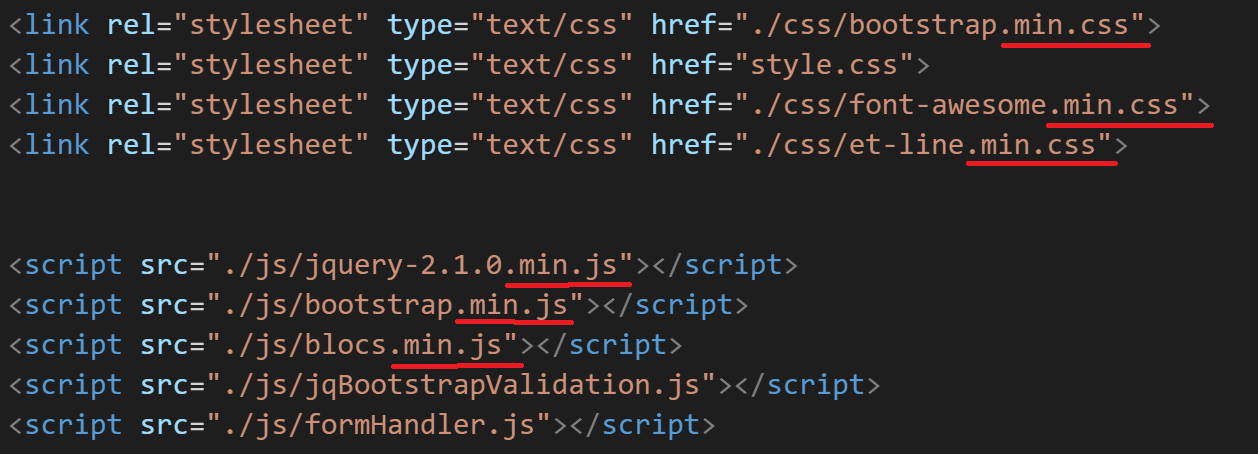 <link rel="stylesheet" type="text/css" href="./css/bootstrap.min.css">
<link rel="stylesheet" type="text/css" href="style.css">
<link rel="stylesheet" type="text/css" href="./css/font-awesome.min.css">
<link rel="stylesheet" type="text/css" href="./css/et-line.min.css">
<script src="./js/jquery-2.1.0.min.js"></script>
<script src="./js/bootstrap.min.js"></script>
<script src="./js/blocs.min.js"></script>
<script src="./js/jqBootstrapValidation.js"></script>
<script src="./js/formHandler.js"></script>